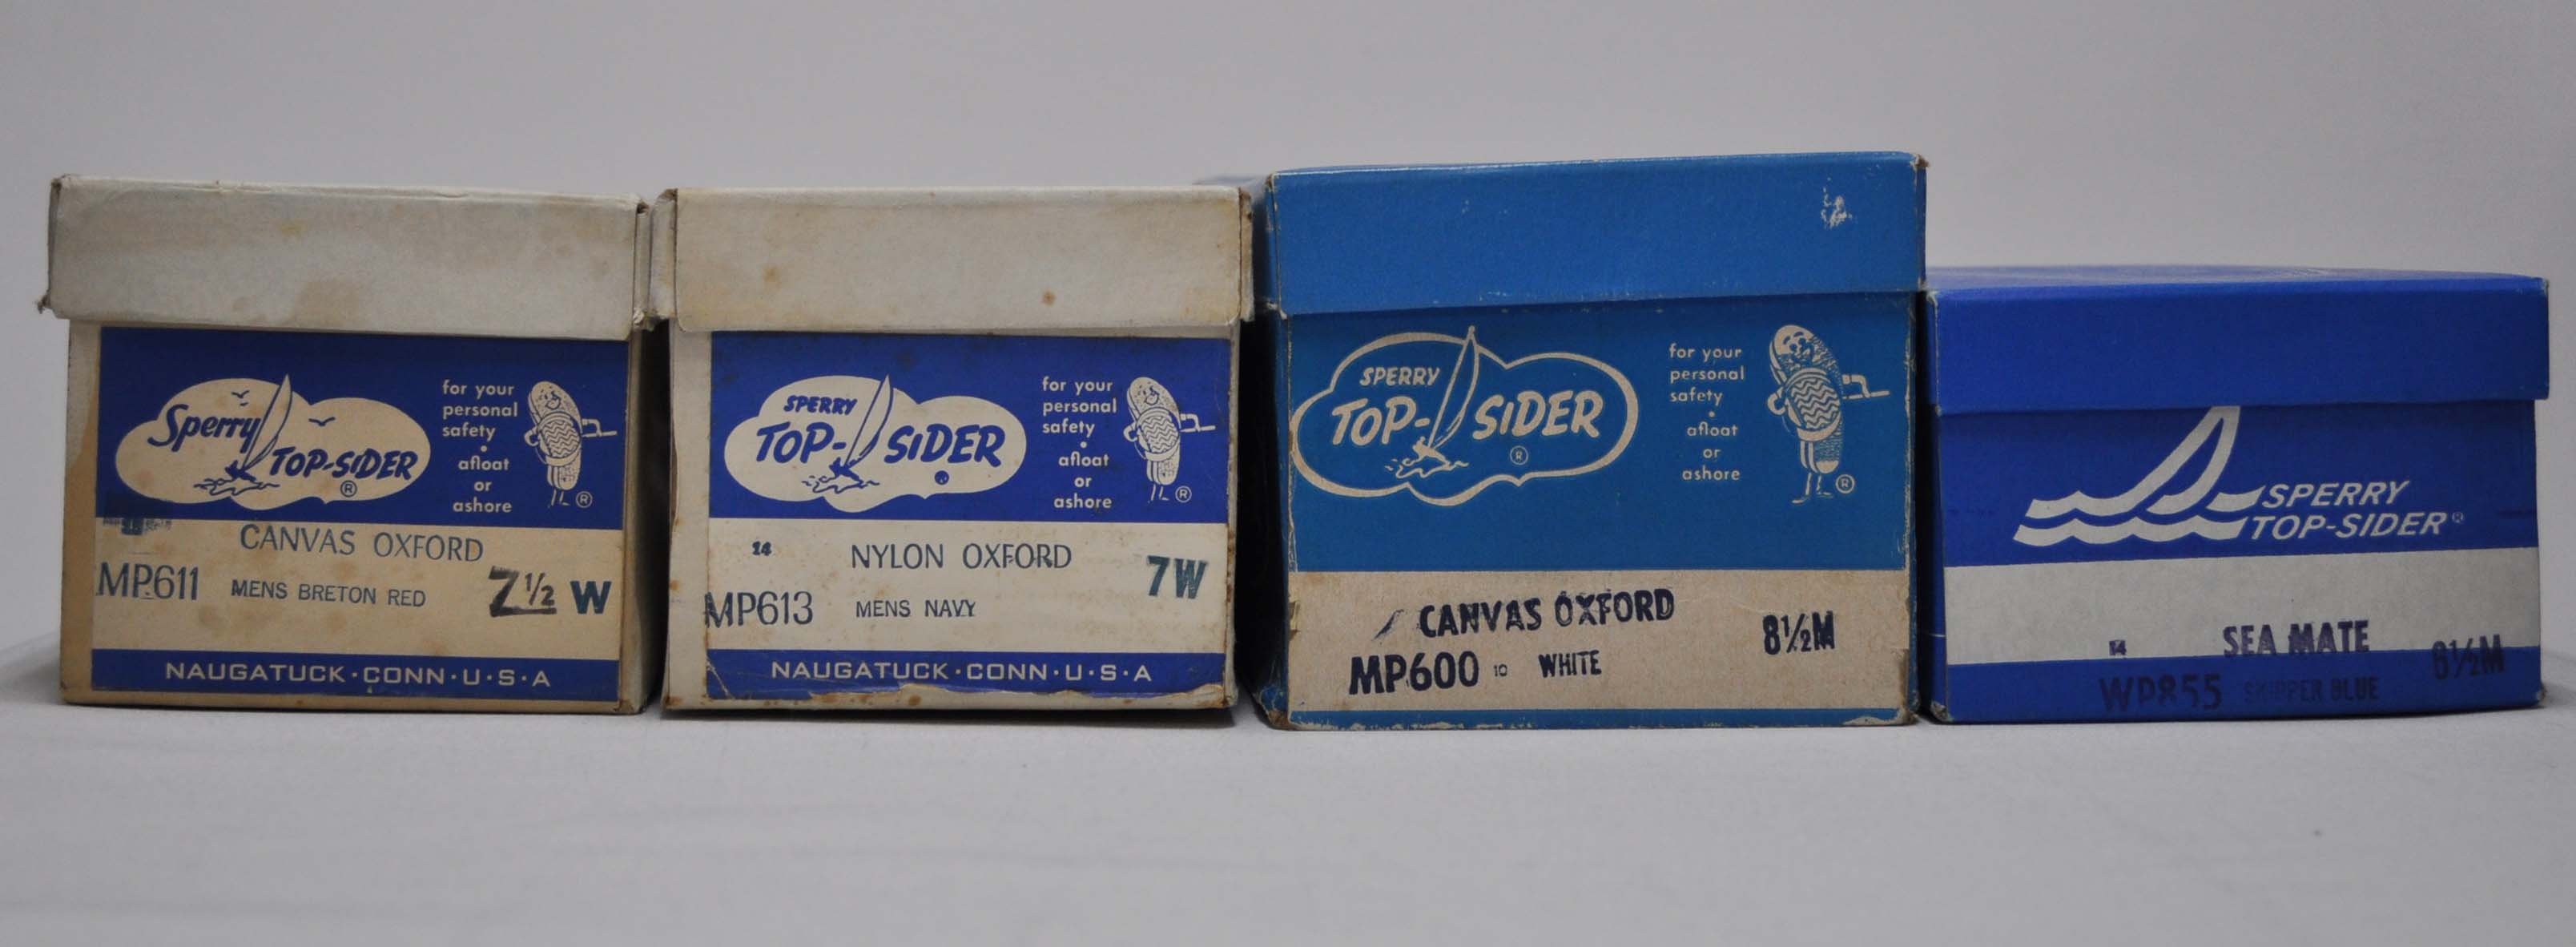 Sperry
TOP-SIDER
®
for your
personal
safety
•
afloat
or
ashore
®
CANVAS OXFORD
MP611 MENS BRETON RED 7½ W
NAUGATUCK·CONN·U·S·A
SPERRY
TOP-SIDER
®
for your
personal
safety
•
afloat
or
ashore
®
14 NYLON OXFORD 7W
MP613 MENS NAVY
NAUGATUCK·CONN·U·S·A
SPERRY
TOP-SIDER
®
for your
personal
safety
•
afloat
or
ashore
®
CANVAS OXFORD 8½M
MP600 10 WHITE
SPERRY
TOP-SIDER®
14 SEA MATE 8½M
WP855 SKIPPER BLUE